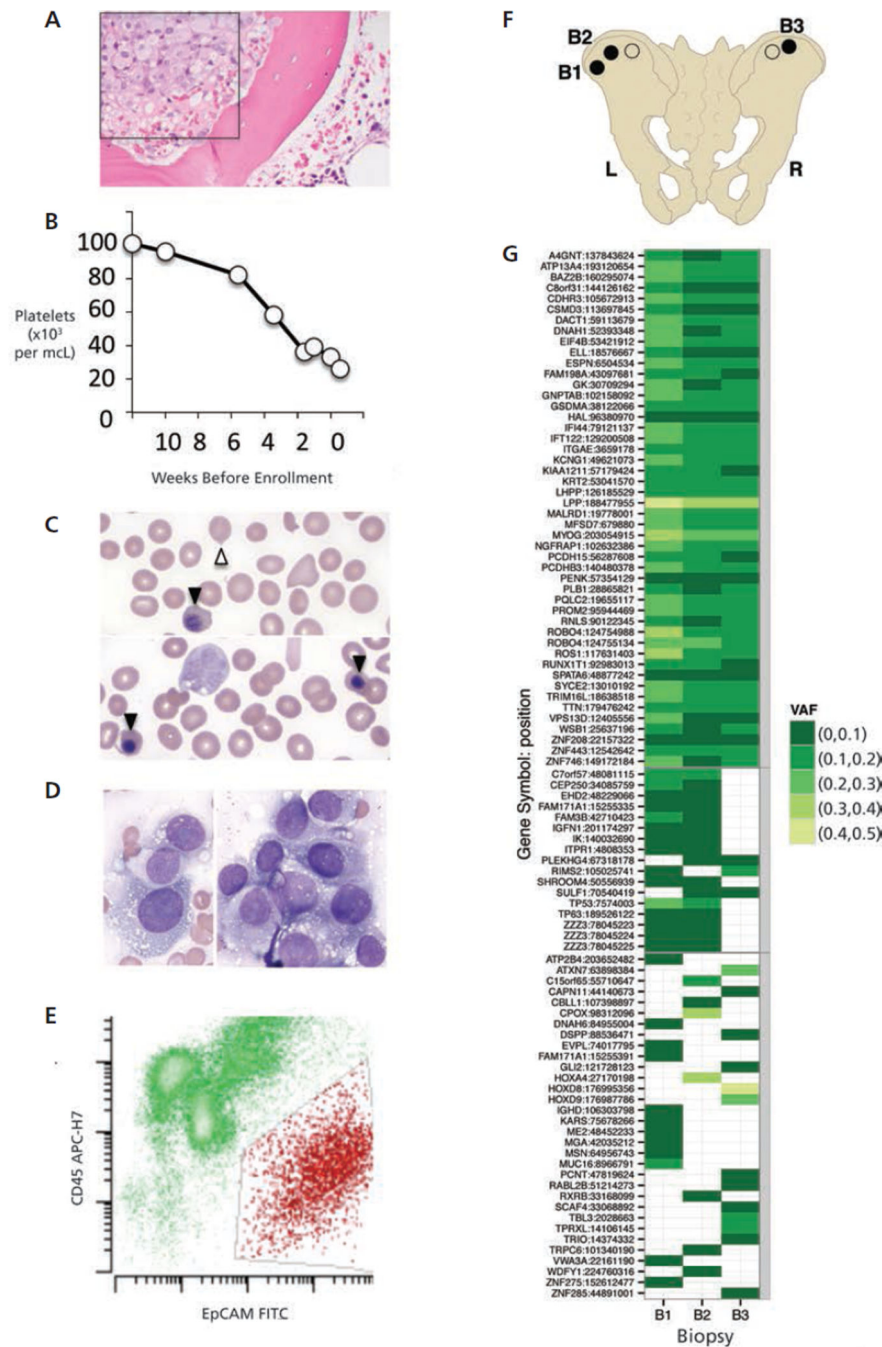 A
B
100
80
60
40
20
0
Platelets
(x10³
per mcL)
10 8 6 4 2 0
Weeks Before Enrollment
C
D
E
CD45 APC-H7
EpCAM FITC
F
B2
B3
B1
L
R
G
Gene Symbol: position
A4GNT:137843624
ATP13A4:193120654
BAZ2B:160295074
C8orf31:144126162
CDHR3:105672913
CSMD3:113697845
DACT1:59113679
DNAH1:52393348
EIF4B:53421912
ELL:18576667
ESPN:6504534
FAM198A:43097681
GK:30709294
GNPTAB:102158092
GSDMA:38122066
HAL:96380970
IFI44:79121137
IFT122:129200508
ITGAE:3659178
KCNG1:49621073
KIAA1211:57179424
KRT2:53041570
LHPP:126185529
LPP:188477955
MALRD1:19778001
MFSD7:679880
MYOG:203054915
NGFRAP1:102632386
PCDH15:56287608
PCDHB3:140480378
PENK:57354129
PLB1:28865821
PQLC2:19655117
PROM2:95944469
RNLS:90122345
ROBO4:124754988
ROBO4:124755134
ROS1:117631403
RUNX1T1:92983013
SPATA6:48877242
SYCE2:13010192
TRIM16L:18638518
TTN:179476242
VPS13D:12405556
WSB1:25637196
ZNF208:22157322
ZNF443:12542642
ZNF746:149172184
C7orf57:48081115
CEP250:34085759
EHD2:48229066
FAM171A1:15255335
FAM3B:42710423
IGFN1:201174297
IK:140032690
ITPR1:4808353
PLEKHG4:67318178
RIMS2:105025741
SHROOM4:50556939
SULF1:70540419
TP53:7574003
TP63:189526122
ZZZ3:78045223
ZZZ3:78045224
ZZZ3:78045225
ATP2B4:203652482
ATXN7:63898384
C15orf65:55710647
CAPN11:44140673
CBLL1:107398897
CPOX:98312096
DNAH6:84955004
DSPP:88536471
EVPL:74017795
FAM171A1:15255391
GLI2:121728123
HOXA4:27170198
HOXD8:176995356
HOXD9:176987786
IGHD:106303798
KARS:75678266
ME2:48452233
MGA:42035212
MSN:64956743
MUC16:8966791
PCNT:47819624
RABL2B:51214273
RXRB:33168099
SCAF4:33068892
TBL3:2028663
TPRXL:14106145
TRIO:14374332
TRPC6:101340190
VWA3A:22161190
WDFY1:224760316
ZNF275:152612477
ZNF285:44891001
B1 B2 B3
Biopsy
VAF
(0,0.1)
(0.1,0.2)
(0.2,0.3)
(0.3,0.4)
(0.4,0.5)